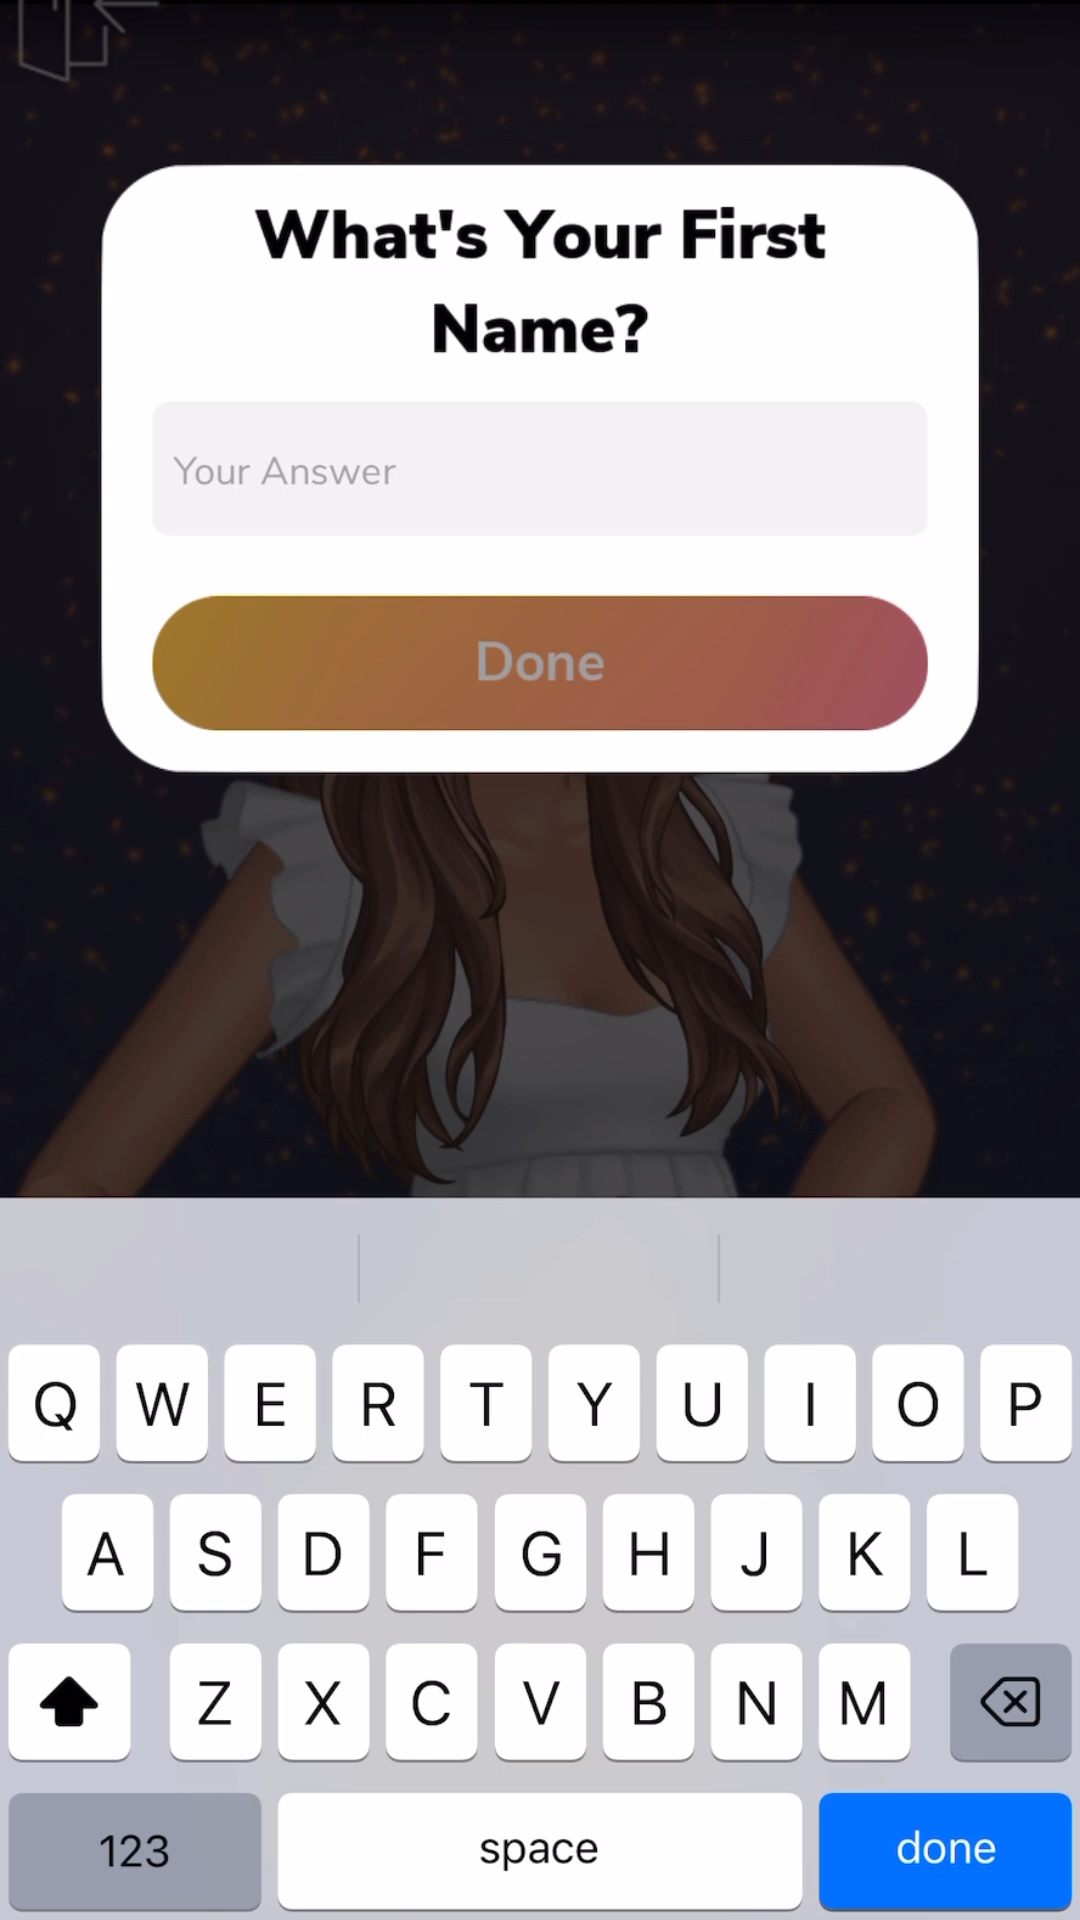 What's Your First
Name?
Your Answer
Done
Q W E R T Y U I O P
A S D F G H J K L
Z X C V B N M
123 space done